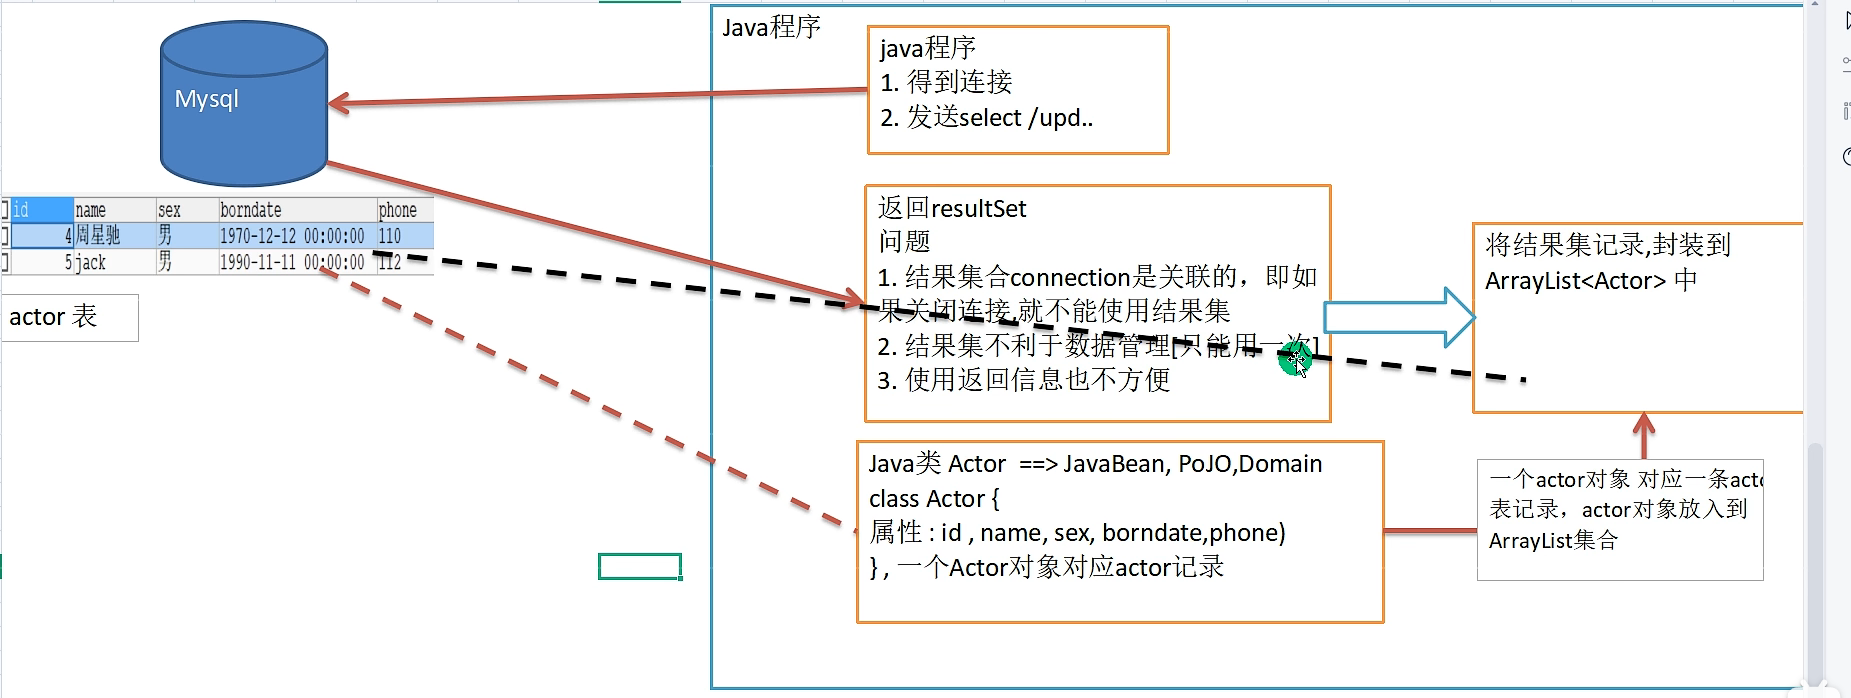 Java程序
java程序
1. 得到连接
2. 发送select /upd..
Mysql
id name sex borndate phone
4 周星驰 男 1970-12-12 00:00:00 110
5 jack 男 1990-11-11 00:00:00 112
actor 表
返回resultSet
问题
1. 结果集合connection是关联的，即如
果关闭连接,就不能使用结果集
2. 结果集不利于数据管理[只能用一次]
3. 使用返回信息也不方便
将结果集记录,封装到
ArrayList<Actor> 中
Java类 Actor ==> JavaBean, PoJO,Domain
class Actor {
属性 : id , name, sex, borndate,phone)
} , 一个Actor对象对应actor记录
一个actor对象 对应一条acto
表记录，actor对象放入到
ArrayList集合